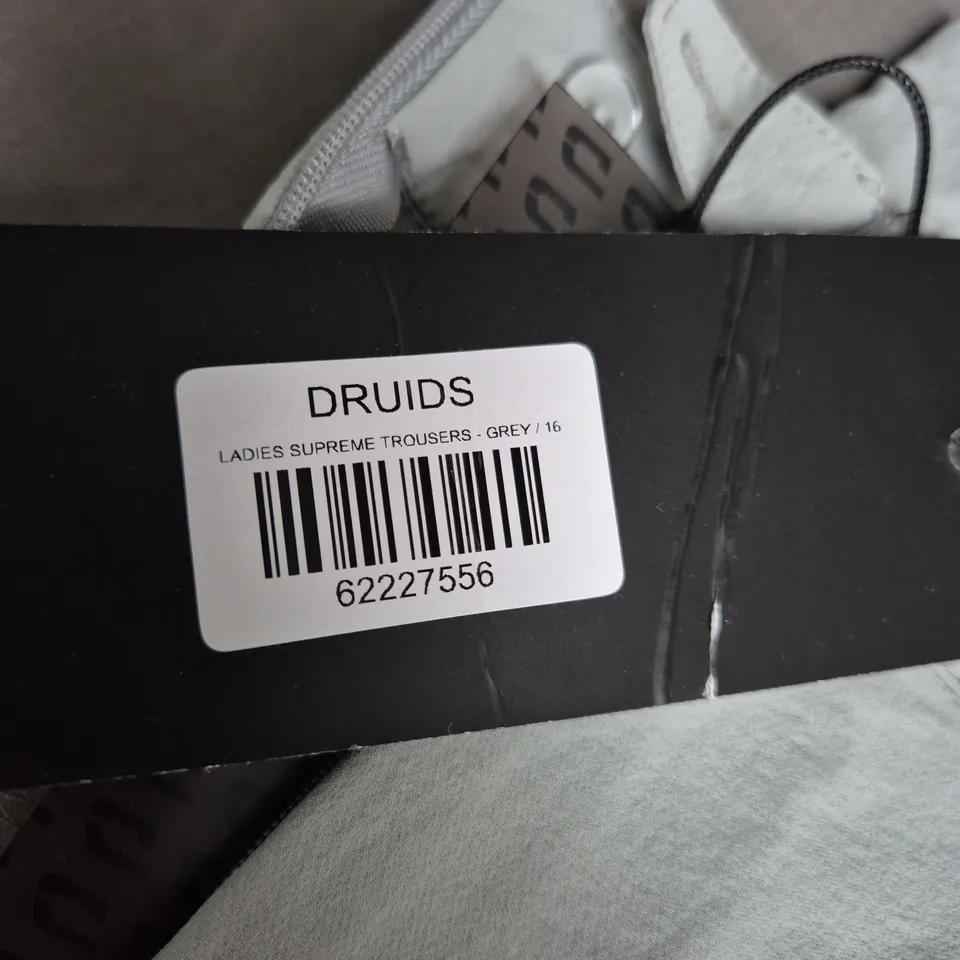 DRUIDS
LADIES SUPREME TROUSERS - GREY / 16
62227556